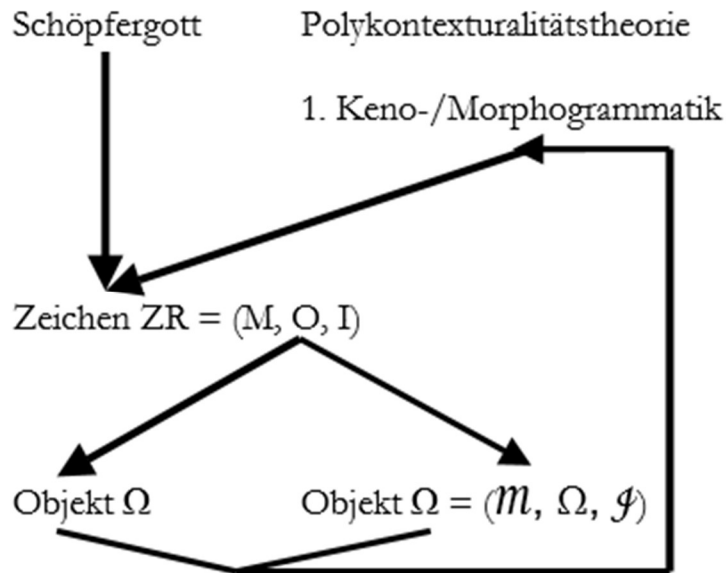 Schöpfergott Polykontexturalitätstheorie
1. Keno-/Morphogrammatik
Zeichen ZR = (M, O, I)
Objekt Ω Objekt Ω = (𝓂, Ω, 𝒥)